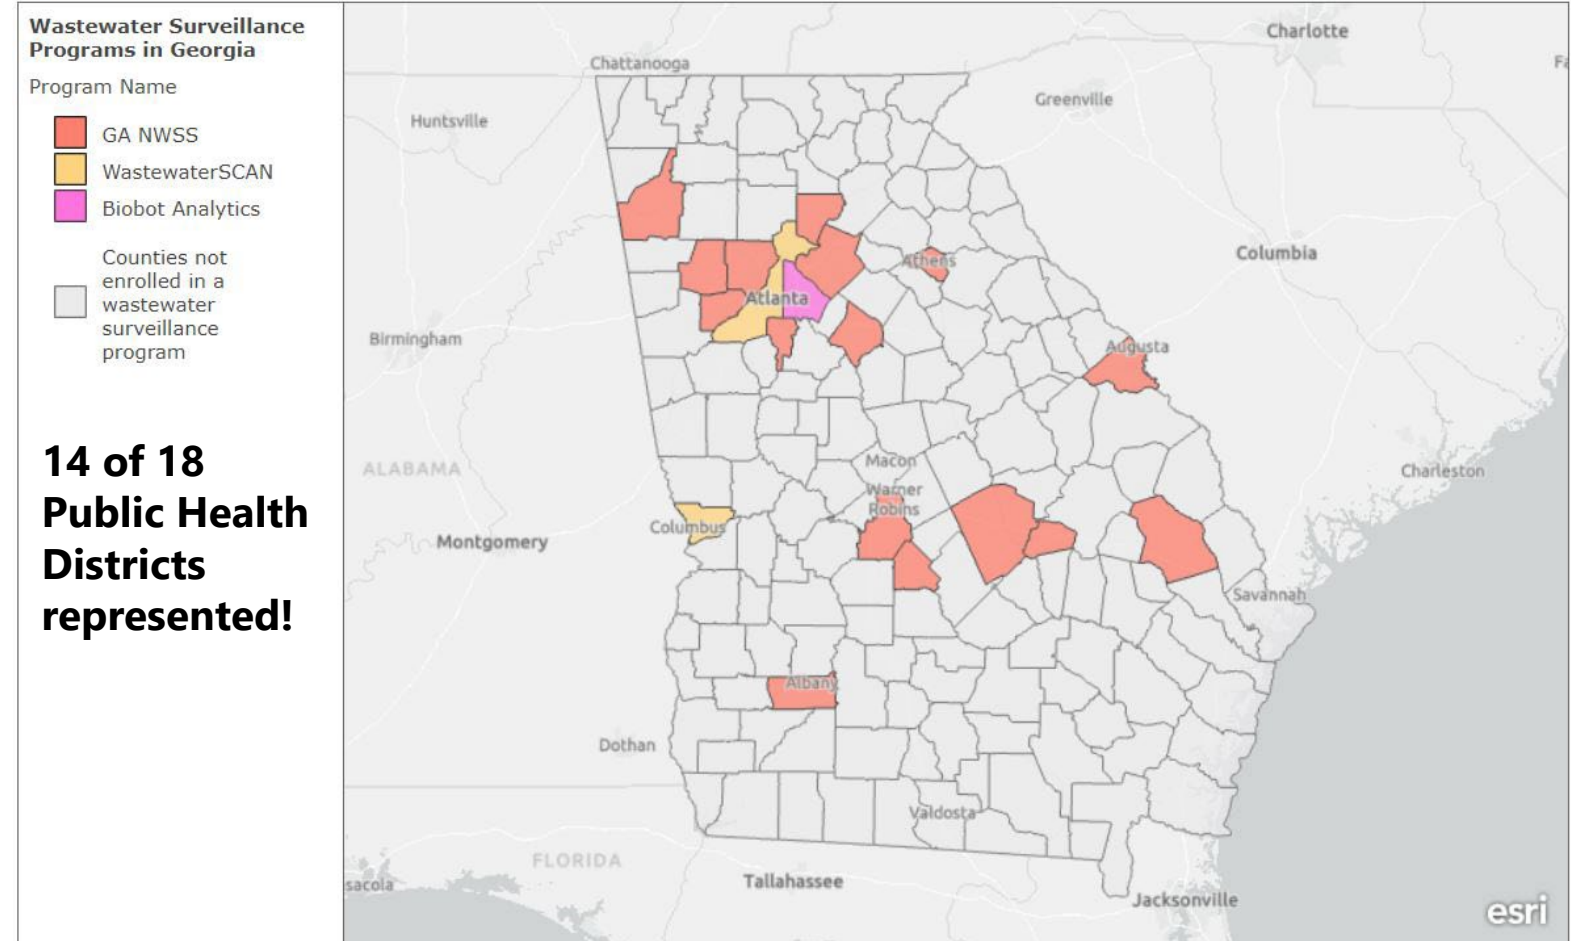 Wastewater Surveillance
Programs in Georgia
Program Name
GA NWSS
WastewaterSCAN
Biobot Analytics
Counties not
enrolled in a
wastewater
surveillance
program
14 of 18
Public Health
Districts
represented!
Charlotte
Chattanooga
Greenville
Huntsville
Columbia
Athens
Atlanta
Birmingham
Augusta
ALABAMA
Macon
Charleston
Warner
Robins
Columbus
Montgomery
Savannah
Albany
Dothan
Valdosta
FLORIDA
Tallahassee
sacola
Jacksonville
esri